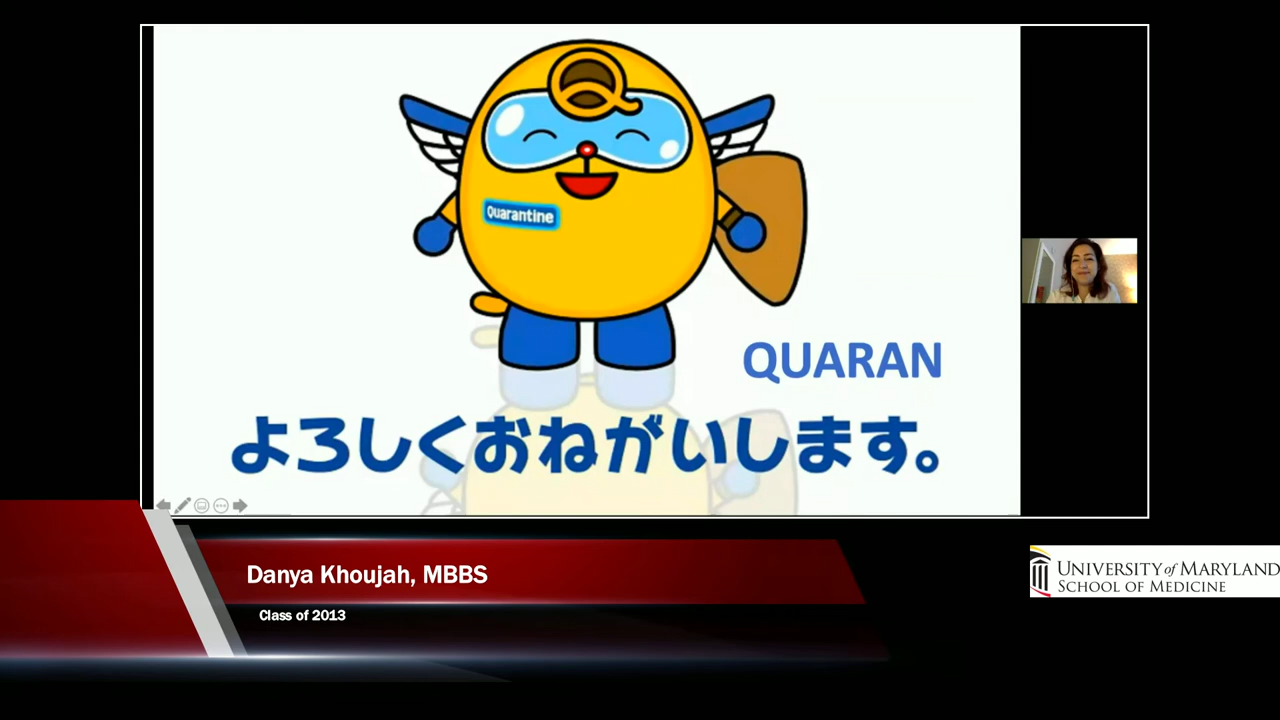 Q
Quarantine
QUARAN
よろしくおねがいします。
Danya Khoujah, MBBS
Class of 2013
UNIVERSITY of MARYLAND
SCHOOL OF MEDICINE